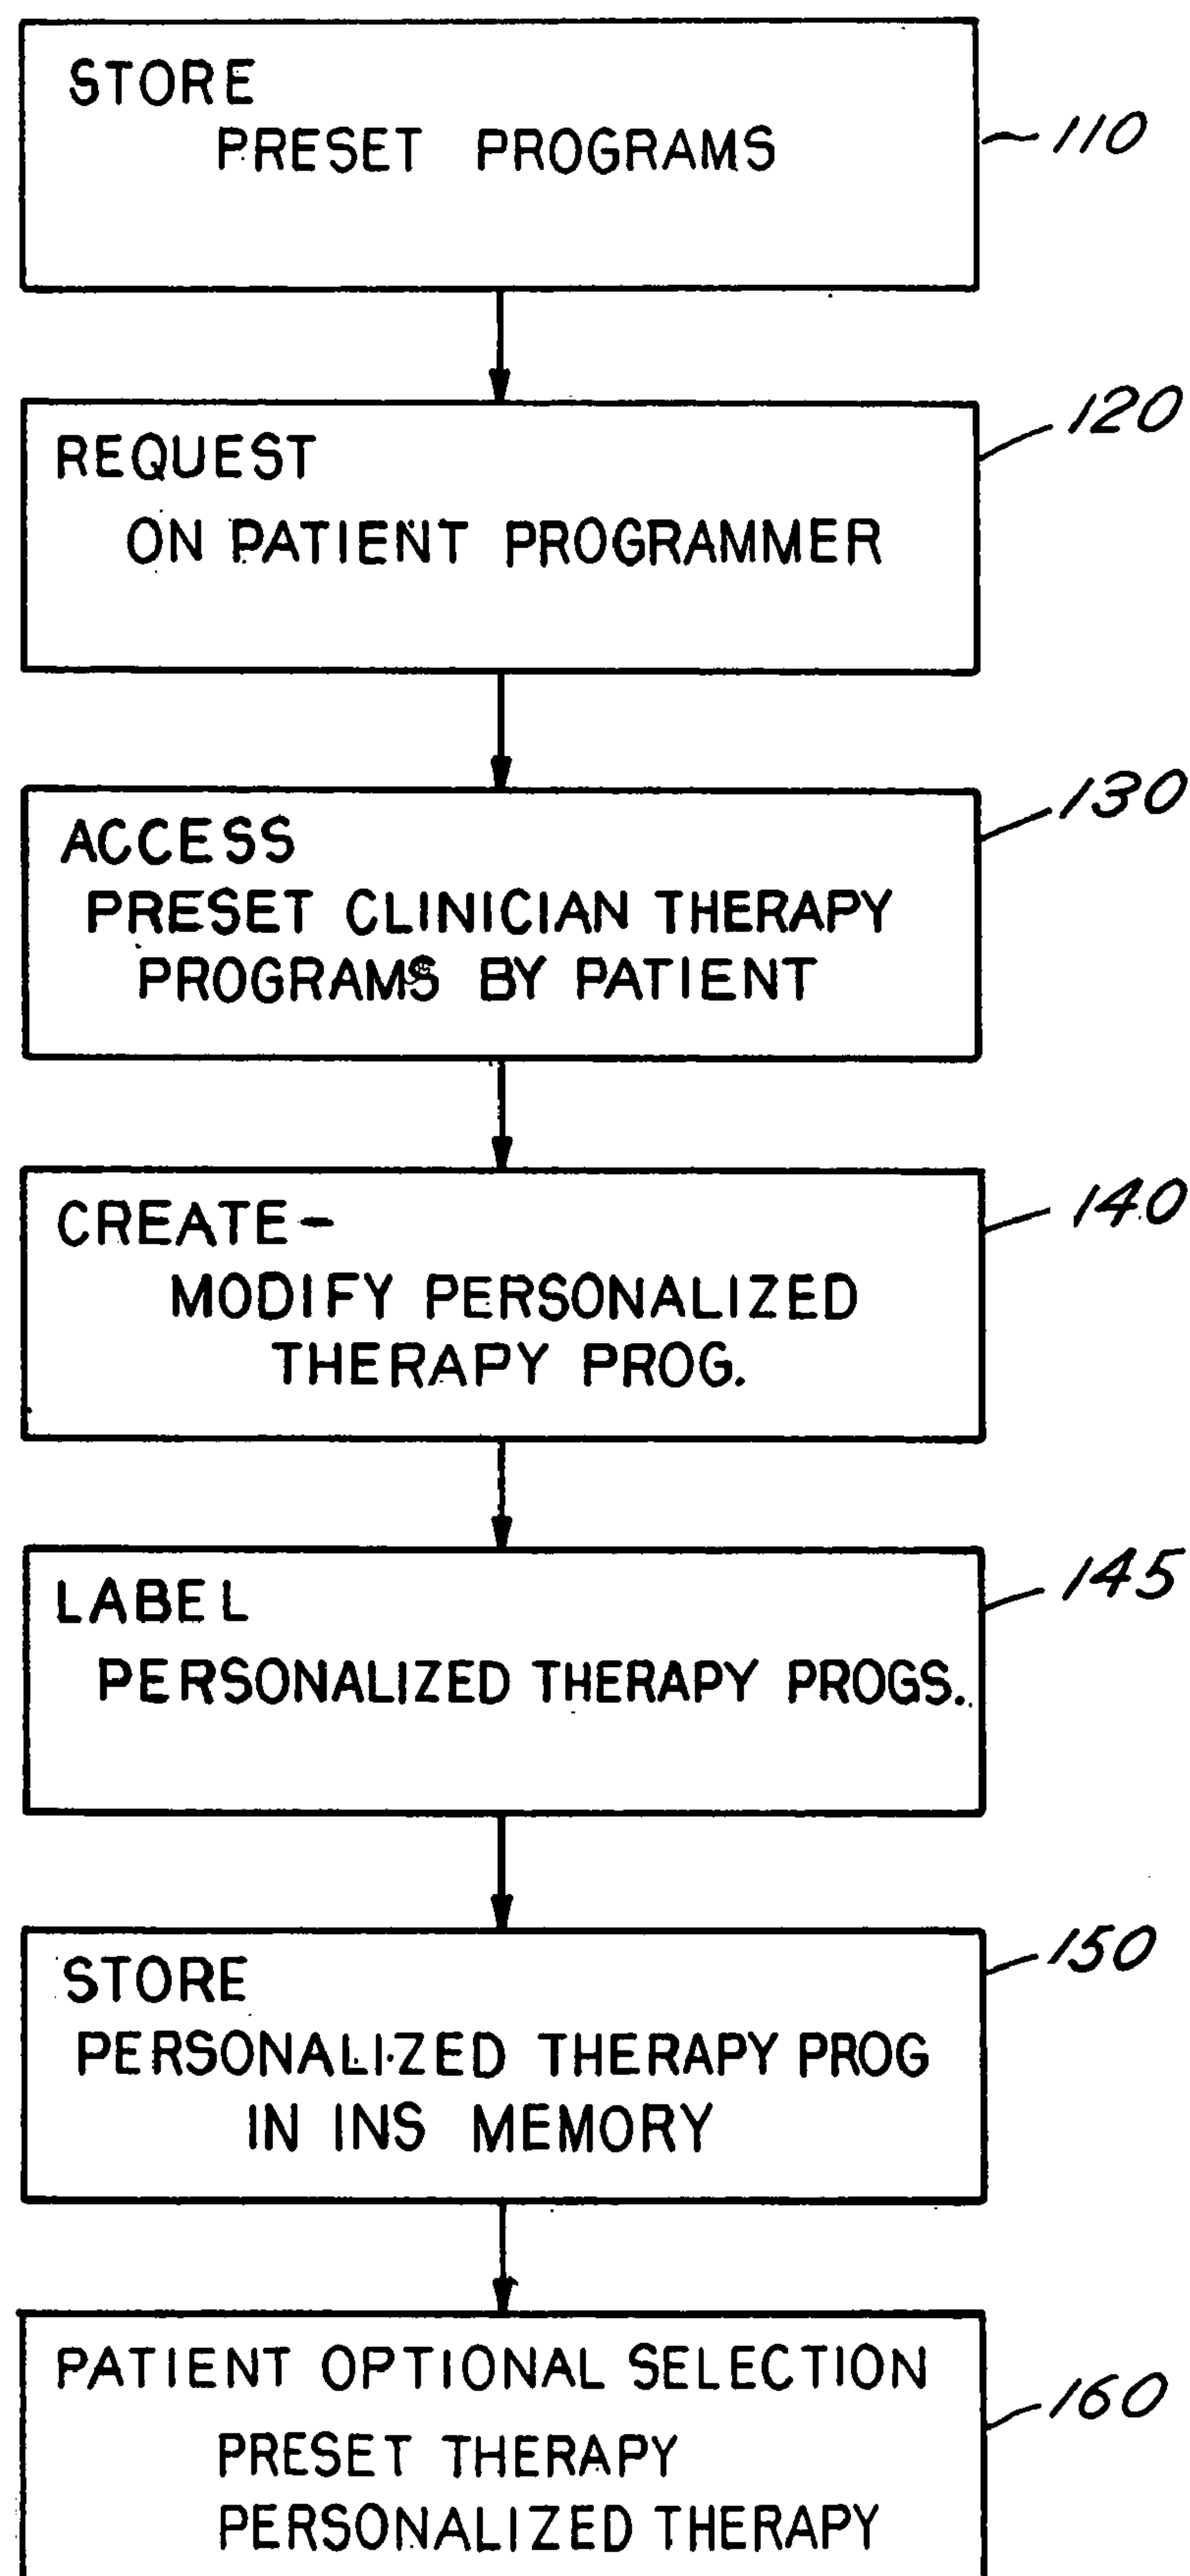 STORE
PRESET PROGRAMS
110
REQUEST
ON PATIENT PROGRAMMER
120
ACCESS
PRESET CLINICIAN THERAPY
PROGRAMS BY PATIENT
130
CREATE-
MODIFY PERSONALIZED
THERAPY PROG.
140
LABEL
PERSONALIZED THERAPY PROGS.
145
STORE
PERSONALIZED THERAPY PROG
IN INS MEMORY
150
PATIENT OPTIONAL SELECTION
PRESET THERAPY
PERSONALIZED THERAPY
160